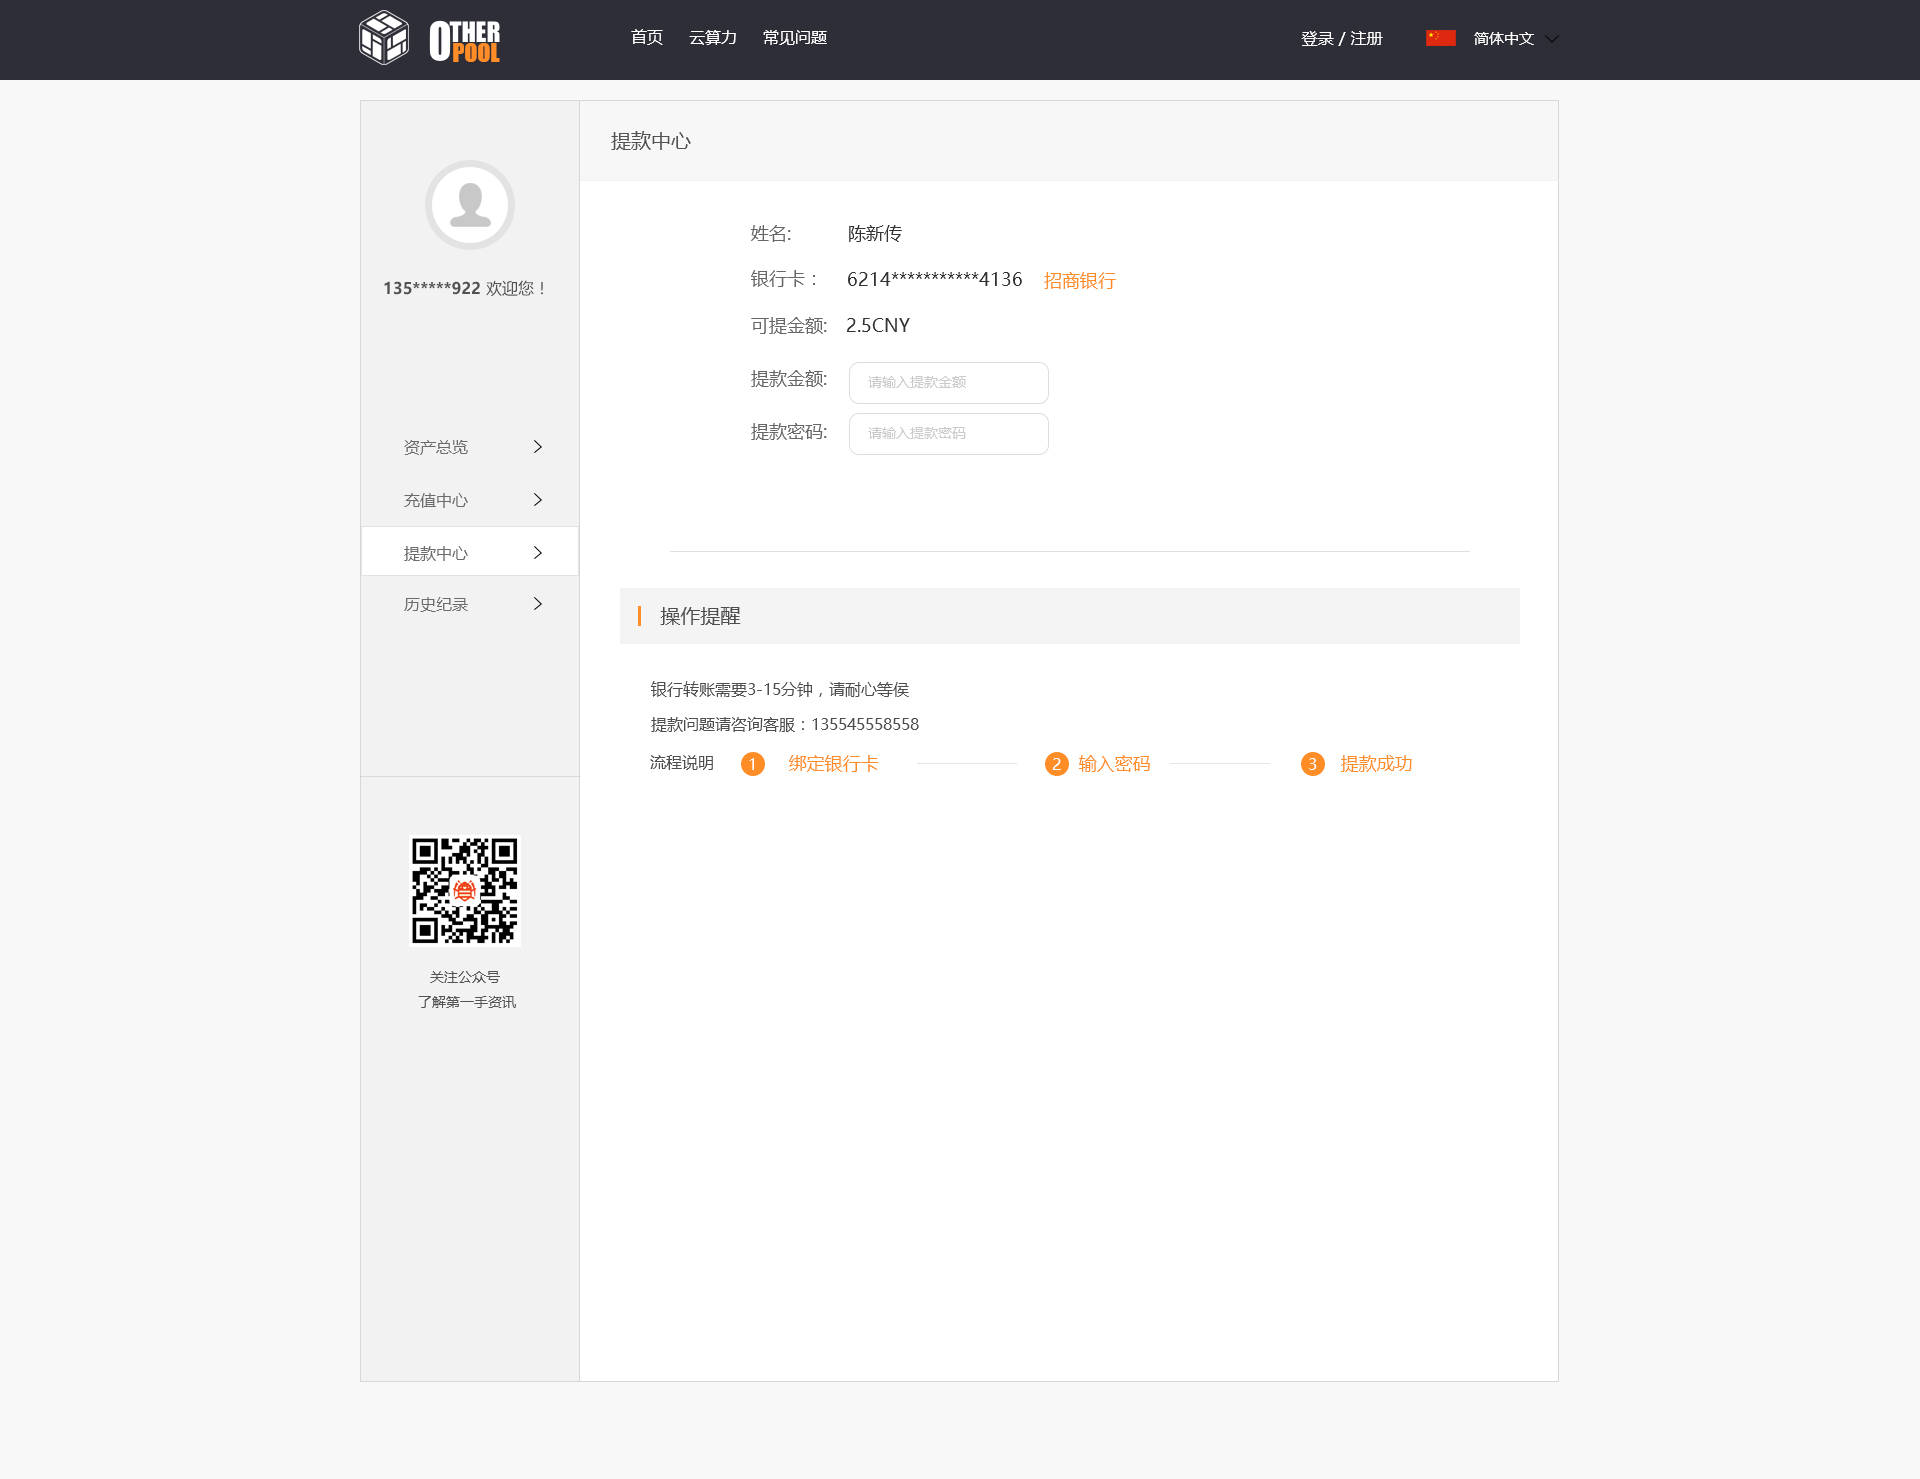 OTHER
POOL
首页 云算力 常见问题
登录 / 注册 简体中文
135*****922 欢迎您！
资产总览
充值中心
提款中心
历史纪录
关注公众号
了解第一手资讯
提款中心
姓名: 陈新传
银行卡： 6214***********4136 招商银行
可提金额: 2.5CNY
提款金额: 请输入提款金额
提款密码: 请输入提款密码
操作提醒
银行转账需要3-15分钟，请耐心等侯
提款问题请咨询客服：135545558558
流程说明 1 绑定银行卡 2 输入密码 3 提款成功